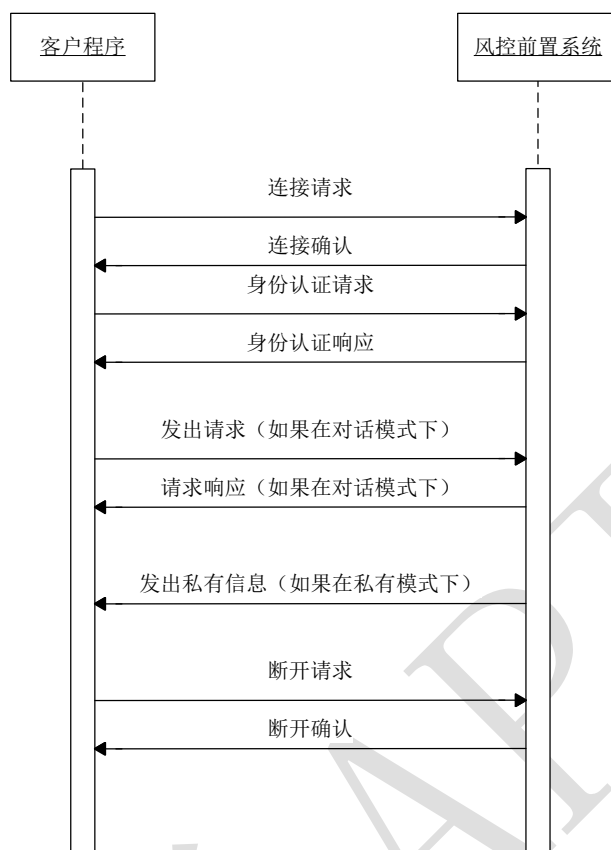 客户程序
风控前置系统
连接请求
连接确认
身份认证请求
身份认证响应
发出请求（如果在对话模式下）
请求响应（如果在对话模式下）
发出私有信息（如果在私有模式下）
断开请求
断开确认
AP